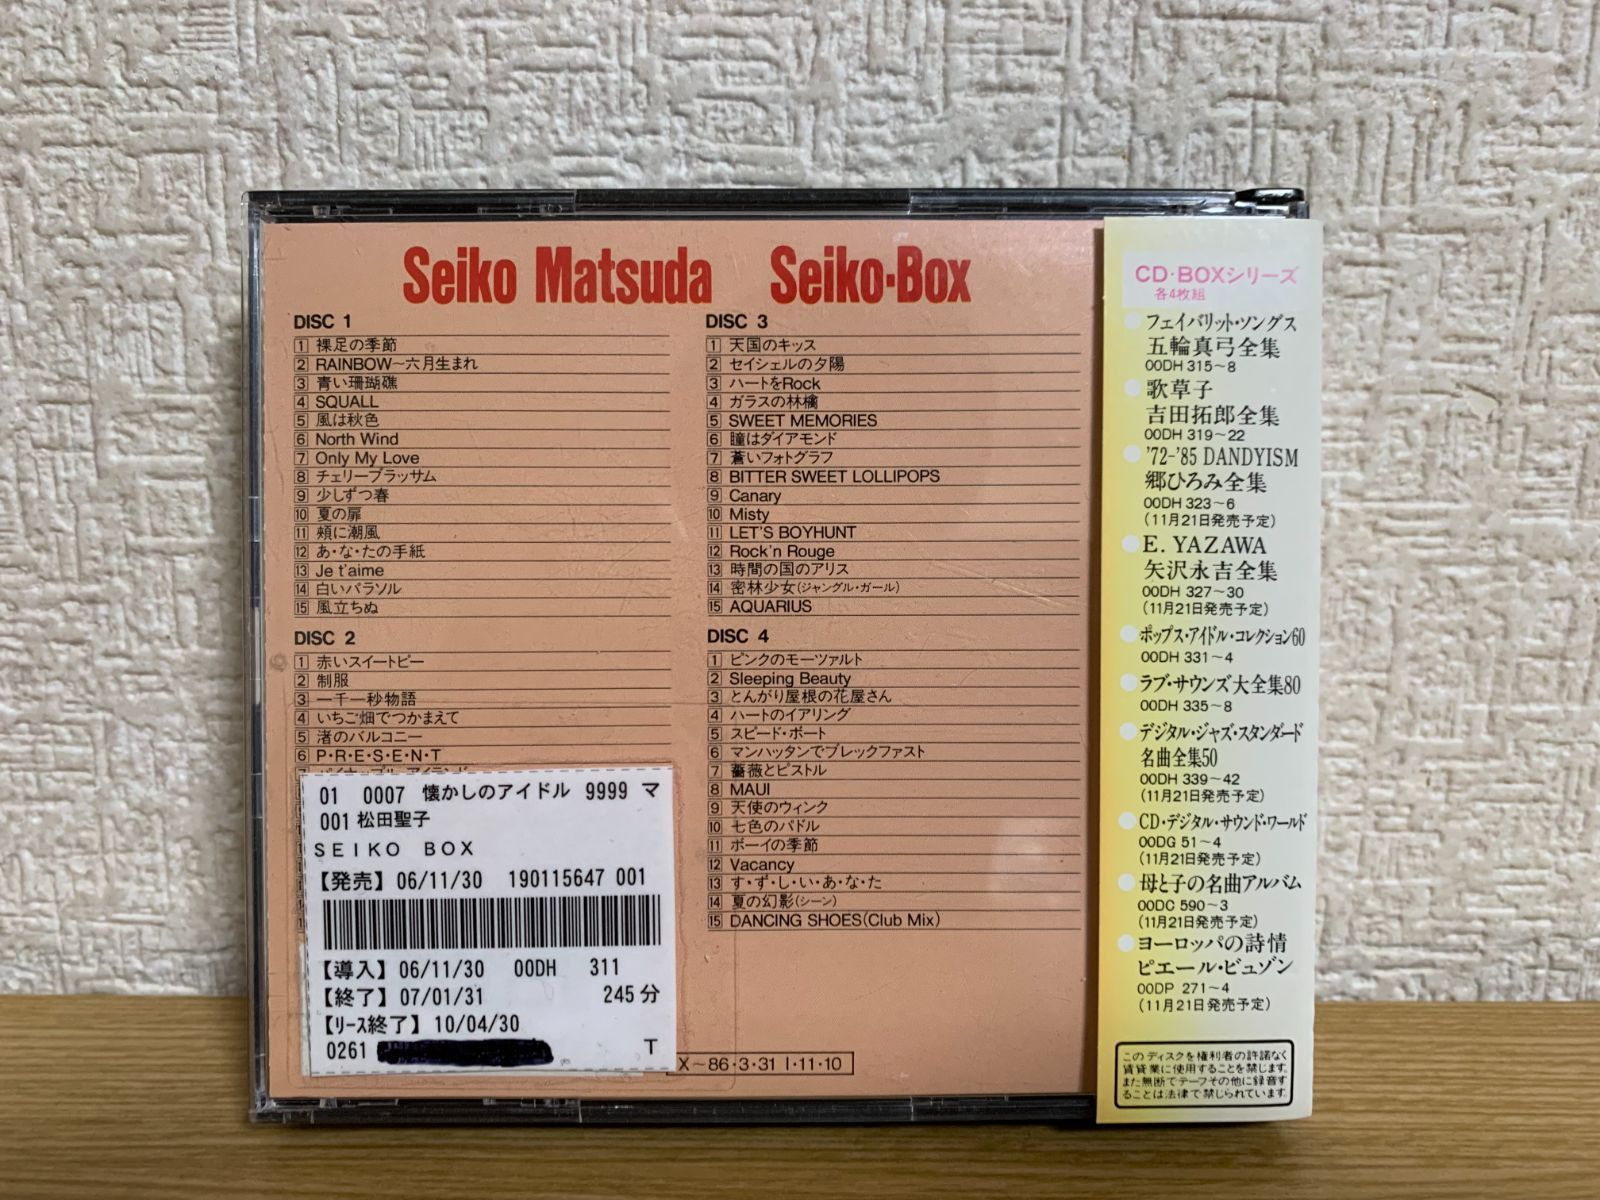 Seiko Matsuda Seiko・Box
DISC 1
1 裸足の季節
2 RAINBOW〜六月生まれ
3 青い珊瑚礁
4 SQUALL
5 風は秋色
6 North Wind
7 Only My Love
8 チェリーブラッサム
9 少しずつ春
10 夏の扉
11 頬に潮風
12 あ・な・たの手紙
13 Je t'aime
14 白いパラソル
15 風立ちぬ
DISC 2
1 赤いスイートピー
2 制服
3 一千一秒物語
4 いちご畑でつかまえて
5 渚のバルコニー
6 P・R・E・S・E・N・T
DISC 3
1 天国のキッス
2 セイシェルの夕陽
3 ハートをRock
4 ガラスの林檎
5 SWEET MEMORIES
6 瞳はダイアモンド
7 蒼いフォトグラフ
8 BITTER SWEET LOLLIPOPS
9 Canary
10 Misty
11 LET'S BOYHUNT
12 Rock'n Rouge
13 時間の国のアリス
14 密林少女(ジャングル・ガール)
15 AQUARIUS
DISC 4
1 ピンクのモーツァルト
2 Sleeping Beauty
3 とんがり屋根の花屋さん
4 ハートのイアリング
5 スピード・ボート
6 マンハッタンでブレックファスト
7 薔薇とピストル
8 MAUI
9 天使のウィンク
10 七色のパドル
11 ボーイの季節
12 Vacancy
13 す・ず・し・い・あ・な・た
14 夏の幻影(シーン)
15 DANCING SHOES(Club Mix)
01 0007 懐かしのアイドル 9999 マ
001 松田聖子
SEIKO BOX
【発売】06/11/30 190115647 001
【導入】06/11/30 00DH 311
【終了】07/01/31 245分
【リース終了】10/04/30
0261 T
X〜86・3・31 I・11・10
CD・BOXシリーズ
各4枚組
フェイバリット・ソングス
五輪真弓全集
00DH 315〜8
歌草子
吉田拓郎全集
00DH 319〜22
'72-'85 DANDYISM
郷ひろみ全集
00DH 323〜6
(11月21日発売予定)
E. YAZAWA
矢沢永吉全集
00DH 327〜30
(11月21日発売予定)
ポップス・アイドル・コレクション60
00DH 331〜4
ラブ・サウンズ大全集80
00DH 335〜8
デジタル・ジャズ・スタンダード
名曲全集50
00DH 339〜42
(11月21日発売予定)
CD・デジタル・サウンド・ワールド
00DG 51〜4
(11月21日発売予定)
母と子の名曲アルバム
00DC 590〜3
(11月21日発売予定)
ヨーロッパの詩情
ピエール・ビュゾン
00DP 271〜4
(11月21日発売予定)
このディスクを権利者の許諾なく
賃貸業に使用することを禁じます。
また無断でテープその他に録音す
ることは法律で禁じられています。